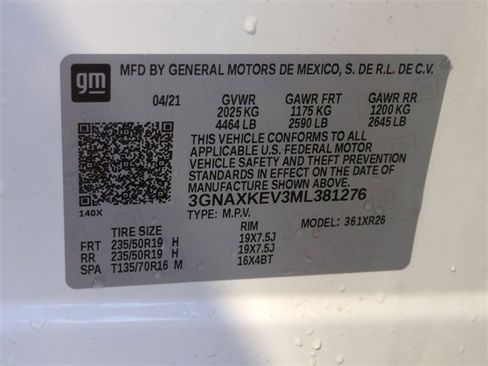 gm
MFD BY GENERAL MOTORS DE MEXICO, S. DE R.L. DE C.V.
04/21 GVWR GAWR FRT GAWR RR
2025 KG 1175 KG 1200 KG
4464 LB 2590 LB 2645 LB
THIS VEHICLE CONFORMS TO ALL
APPLICABLE U.S. FEDERAL MOTOR
VEHICLE SAFETY AND THEFT PREVENTION
STANDARDS IN EFFECT ON THE DATE OF
MANUFACTURE SHOWN ABOVE.
140X
3GNAXKEV3ML381276
TYPE: M.P.V. MODEL: 361XR26
TIRE SIZE RIM
FRT 235/50R19 H 19X7.5J
RR 235/50R19 H 19X7.5J
SPA T135/70R16 M 16X4BT